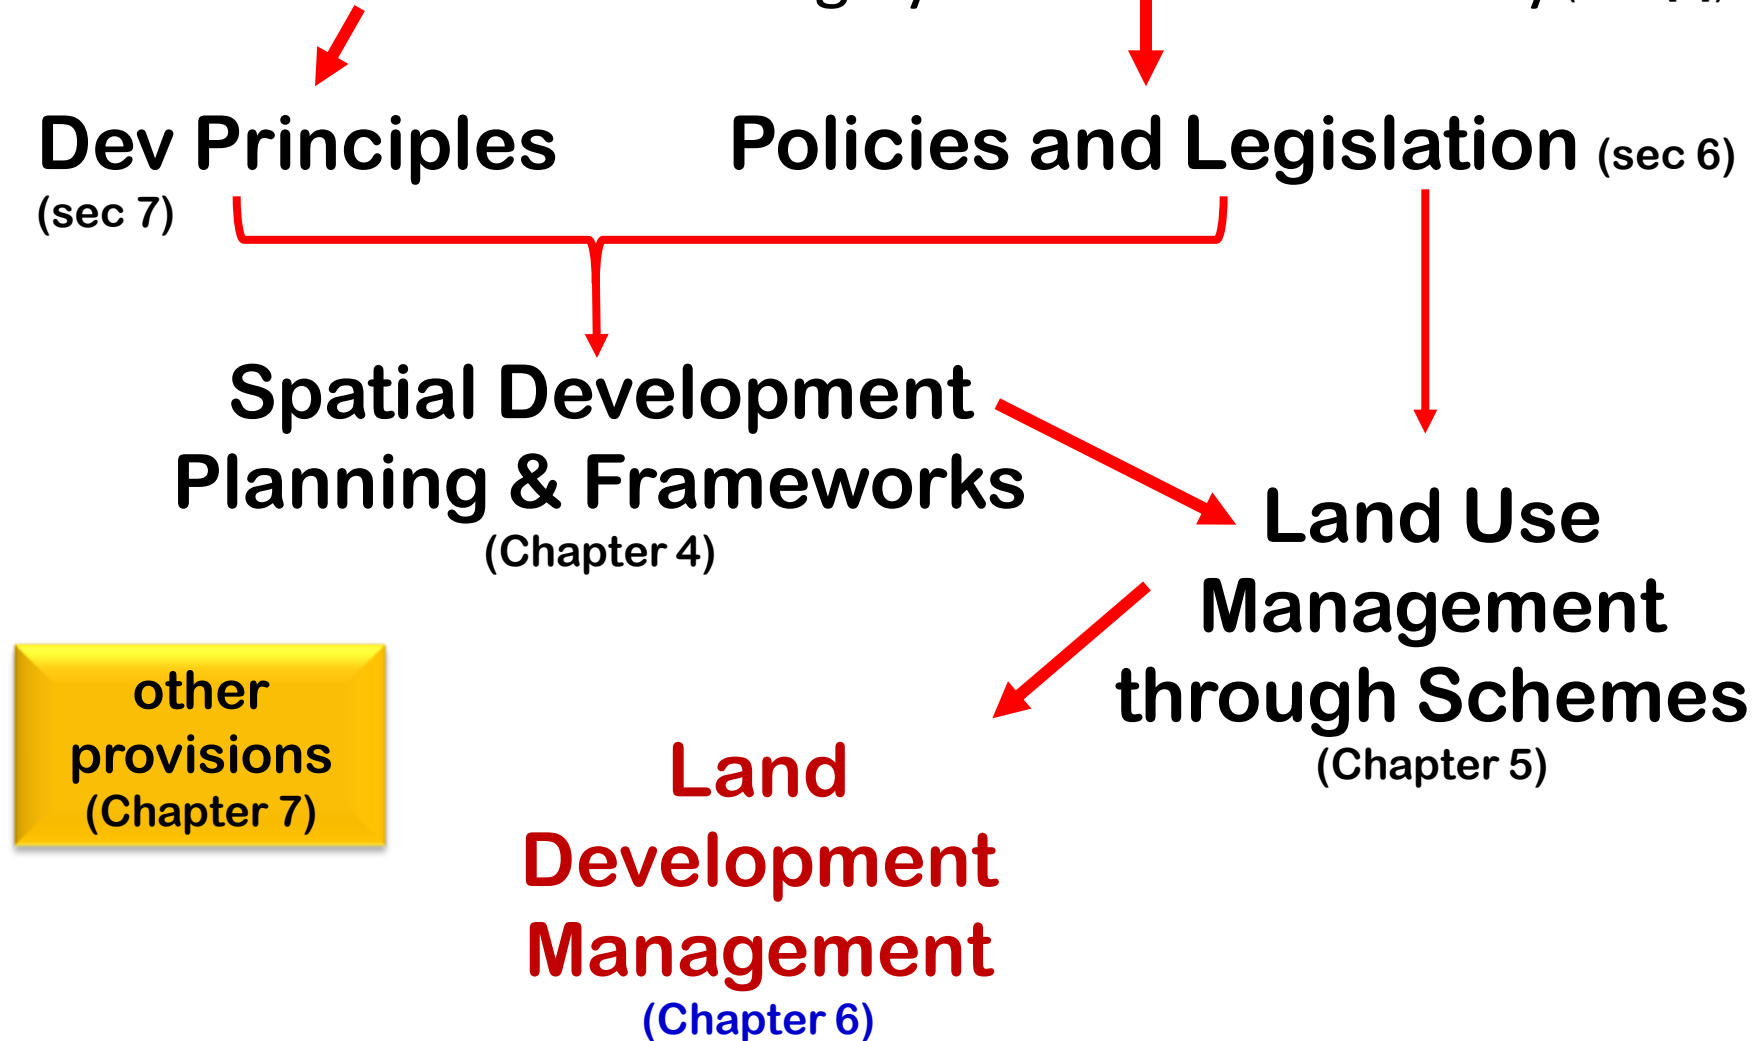 Dev Principles
(sec 7)
Policies and Legislation (sec 6)
Spatial Development
Planning & Frameworks
(Chapter 4)
Land Use
Management
through Schemes
(Chapter 5)
other
provisions
(Chapter 7)
Land
Development
Management
(Chapter 6)